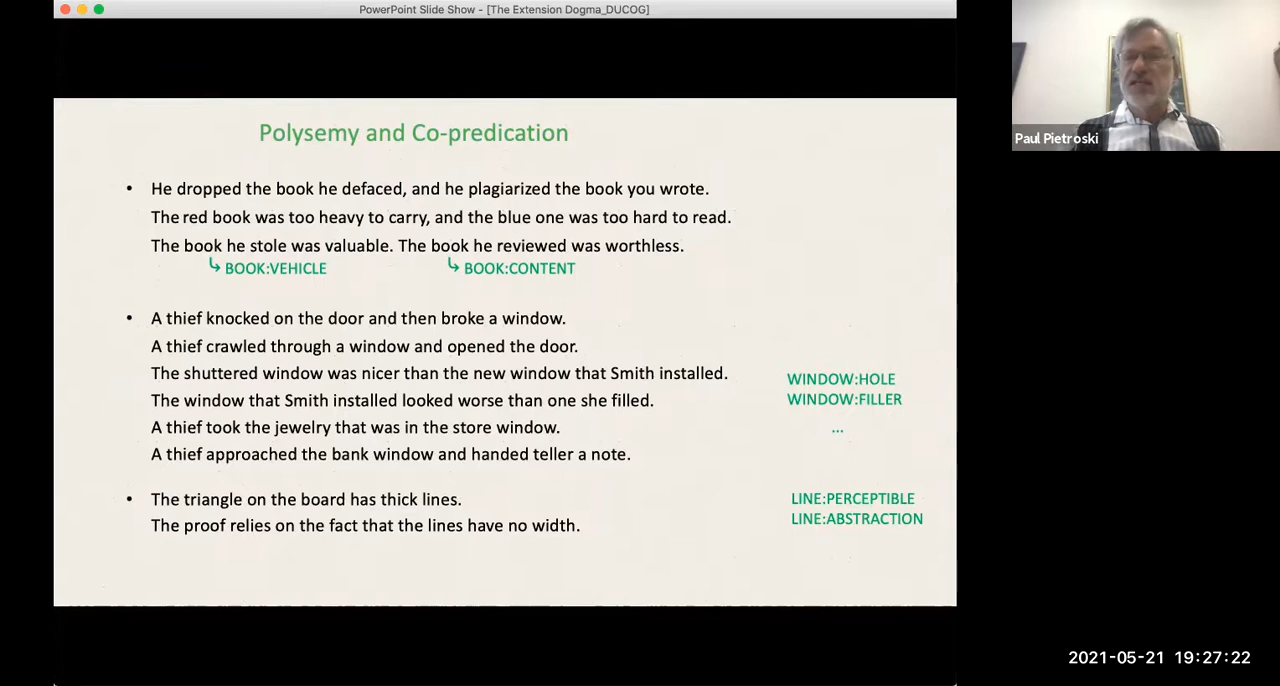 PowerPoint Slide Show - [The Extension Dogma_DUCOG]
Paul Pietroski
Polysemy and Co-predication
• He dropped the book he defaced, and he plagiarized the book you wrote.
The red book was too heavy to carry, and the blue one was too hard to read.
The book he stole was valuable. The book he reviewed was worthless.
↳ BOOK:VEHICLE ↳ BOOK:CONTENT
• A thief knocked on the door and then broke a window.
A thief crawled through a window and opened the door.
The shuttered window was nicer than the new window that Smith installed.
WINDOW:HOLE
The window that Smith installed looked worse than one she filled.
WINDOW:FILLER
A thief took the jewelry that was in the store window.
...
A thief approached the bank window and handed teller a note.
• The triangle on the board has thick lines.
LINE:PERCEPTIBLE
The proof relies on the fact that the lines have no width.
LINE:ABSTRACTION
2021-05-21 19:27:22